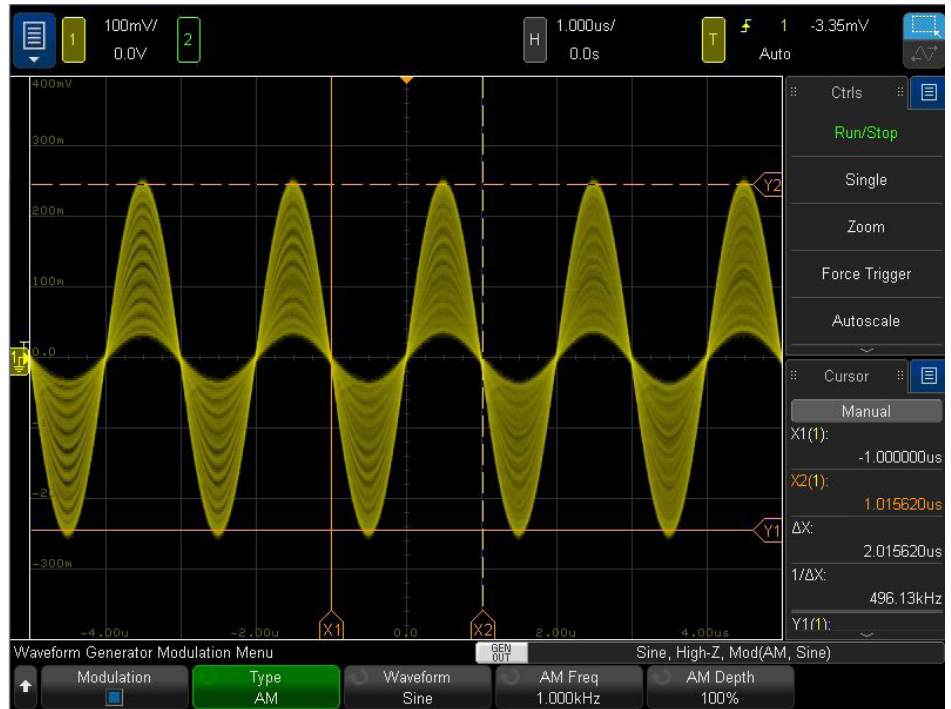 1 100mV/ 2 H 1.000us/ T 1 -3.35mV
0.0V 0.0s Auto
400mV
300m
200m
100m
0.0
-300m
-4.00u -2.00u 0.0 2.00u 4.00us
Y2
Y1
X1 X2
1
T
Ctrls
Run/Stop
Single
Zoom
Force Trigger
Autoscale
Cursor
Manual
X1(1):
-1.000000us
X2(1):
1.015620us
ΔX:
2.015620us
1/ΔX:
496.13kHz
Y1(1):
Waveform Generator Modulation Menu GEN OUT Sine, High-Z, Mod(AM, Sine)
Modulation Type Waveform AM Freq AM Depth
AM Sine 1.000kHz 100%